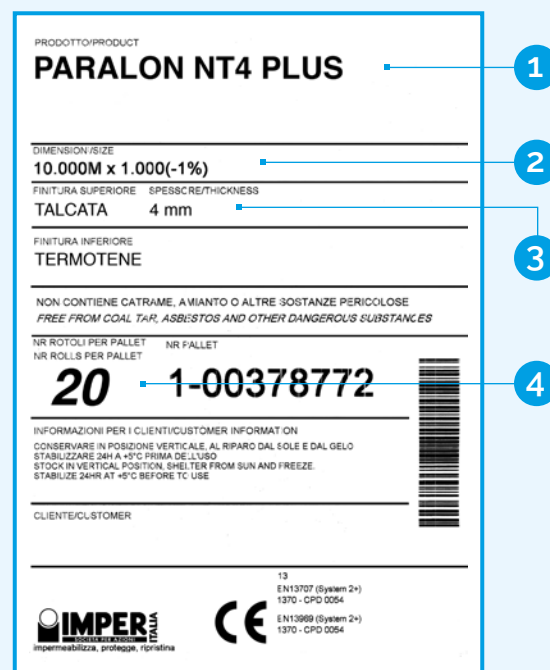 PRODOTTO/PRODUCT
PARALON NT4 PLUS
1
DIMENSION/SIZE
10.000M x 1.000(-1%)
2
FINITURA SUPERIORE SPESSCRE/THICKNESS
TALCATA 4 mm
3
FINITURA INFERIORE
TERMOTENE
NON CONTIENE CATRAME, AMIANTO O ALTRE SOSTANZE PERICOLOSE
FREE FROM COAL TAR, ASBESTOS AND OTHER DANGEROUS SUBSTANCES
NR ROTOLI PER PALLET NR PALLET
NR ROLLS PER PALLET
20 1-00378772
4
INFORMAZIONI PER I CLIENTI/CUSTOMER INFORMATION
CONSERVARE IN POSIZIONE VERTICALE, AL RIPARO DAL SOLE E DAL GELO
STABILIZZARE 24H A +5°C PRIMA DELL'USO
STOCK IN VERTICAL POSITION, SHELTER FROM SUN AND FREEZE.
STABILIZE 24HR AT +5°C BEFORE TO USE
CLIENTE/CUSTOMER
IMPER ITALIA
SOCIETÀ PER AZIONI
impermeabilizza, protegge, ripristina
CE
13
EN13707 (System 2+)
1370 - CPD 0054
EN13969 (System 2+)
1370 - CPD 0054